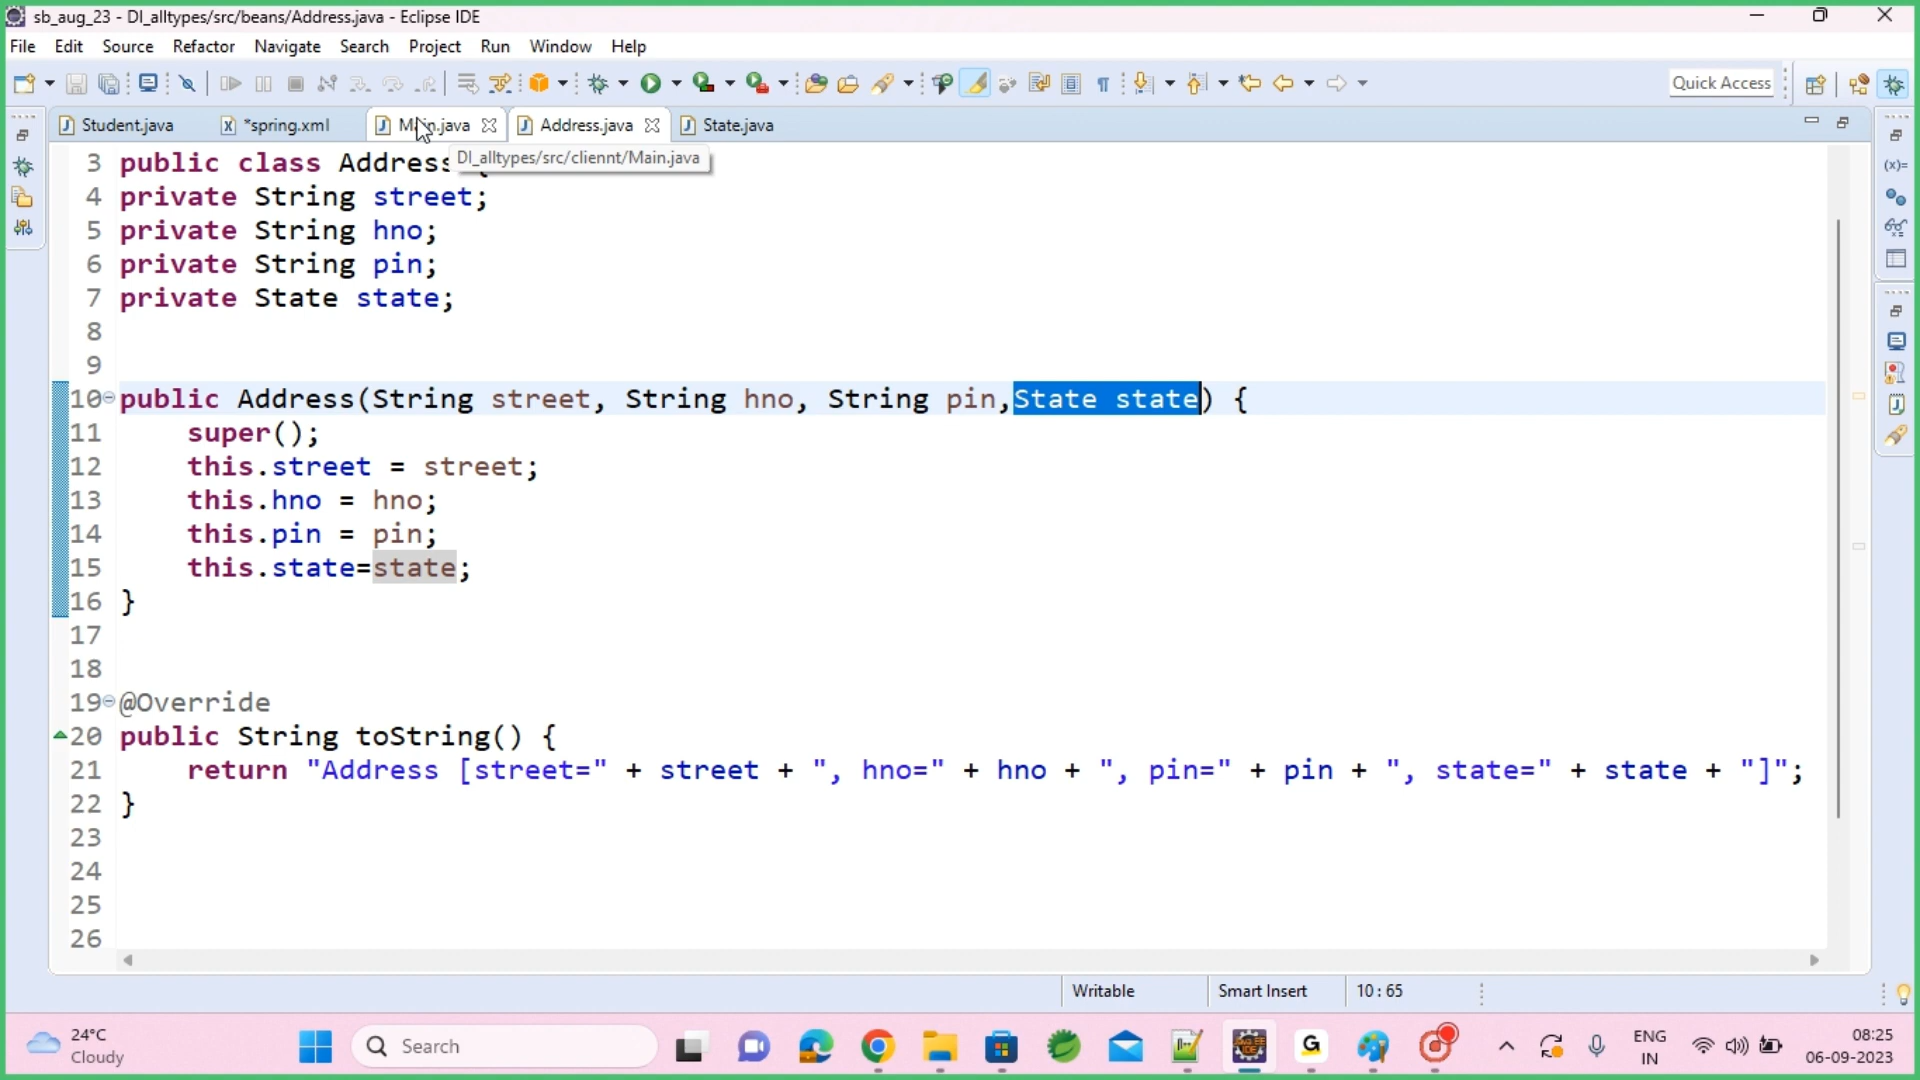 sb_aug_23 - DI_alltypes/src/beans/Address.java - Eclipse IDE
File Edit Source Refactor Navigate Search Project Run Window Help
Quick Access
Student.java *spring.xml Main.java Address.java State.java
DI_alltypes/src/cliennt/Main.java
3 public class Address {
4 private String street;
5 private String hno;
6 private String pin;
7 private State state;
8
9
10 public Address(String street, String hno, String pin,State state) {
11 super();
12 this.street = street;
13 this.hno = hno;
14 this.pin = pin;
15 this.state=state;
16 }
17
18
19 @Override
20 public String toString() {
21 return "Address [street=" + street + ", hno=" + hno + ", pin=" + pin + ", state=" + state + "]";
22 }
23
24
25
26
Writable Smart Insert 10 : 65
24°C
Cloudy
Search
ENG
IN
08:25
06-09-2023